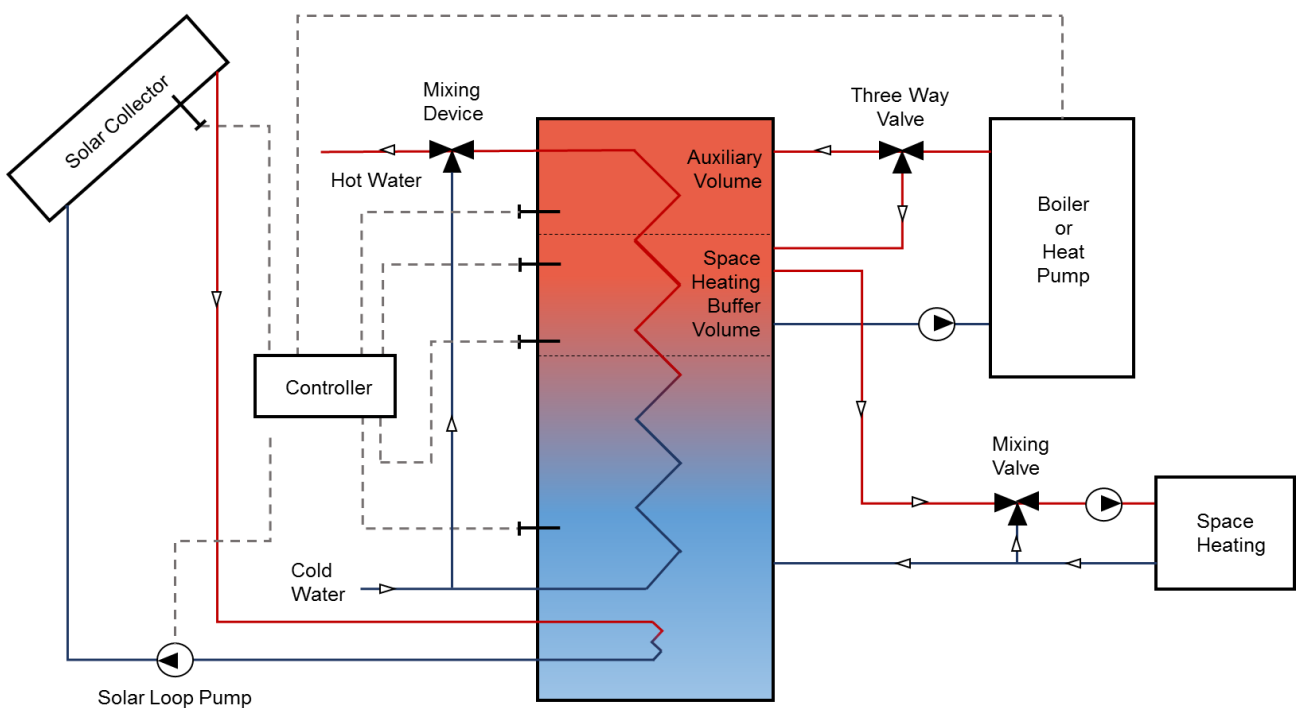 Solar Collector
Mixing
Device
Three Way
Valve
Hot Water
Auxiliary
Volume
Boiler
or
Heat
Pump
Space
Heating
Buffer
Volume
Controller
Mixing
Valve
Space
Heating
Cold
Water
Solar Loop Pump